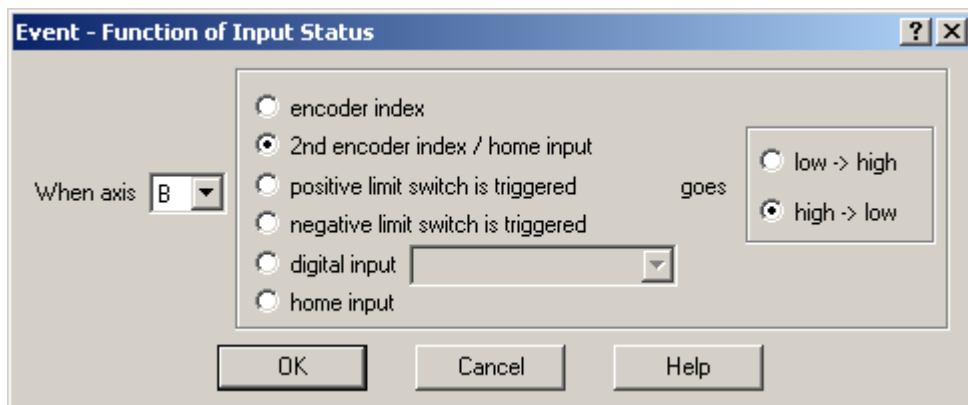 Event - Function of Input Status
When axis B
encoder index
2nd encoder index / home input
positive limit switch is triggered
negative limit switch is triggered
digital input
home input
goes
low -> high
high -> low
OK Cancel Help